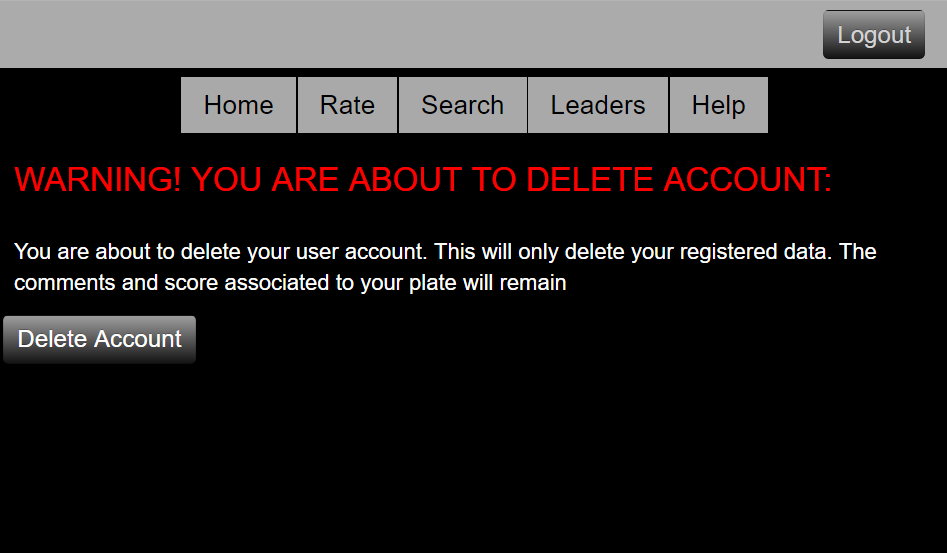 Logout
Home Rate Search Leaders Help
WARNING! YOU ARE ABOUT TO DELETE ACCOUNT:
You are about to delete your user account. This will only delete your registered data. The
comments and score associated to your plate will remain
Delete Account